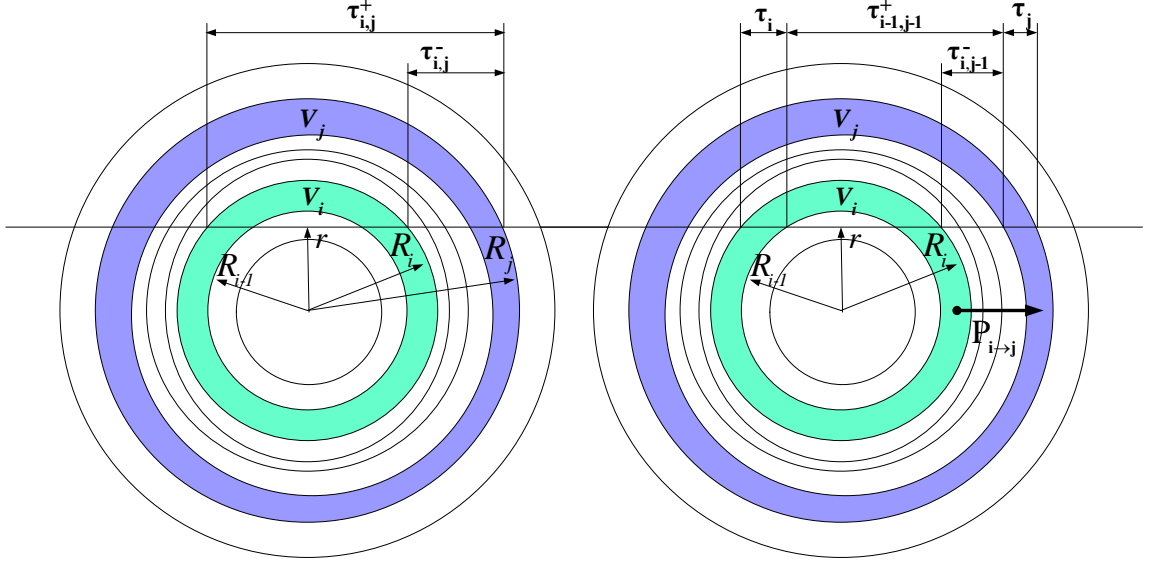 τ⁺i,j
τ⁻i,j
Vj
Vi
r
Ri-1
Ri
Rj
τi
τ⁺i-1,j-1
τj
τ⁻i,j-1
Vj
Vi
r
Ri-1
Ri
Pi→j